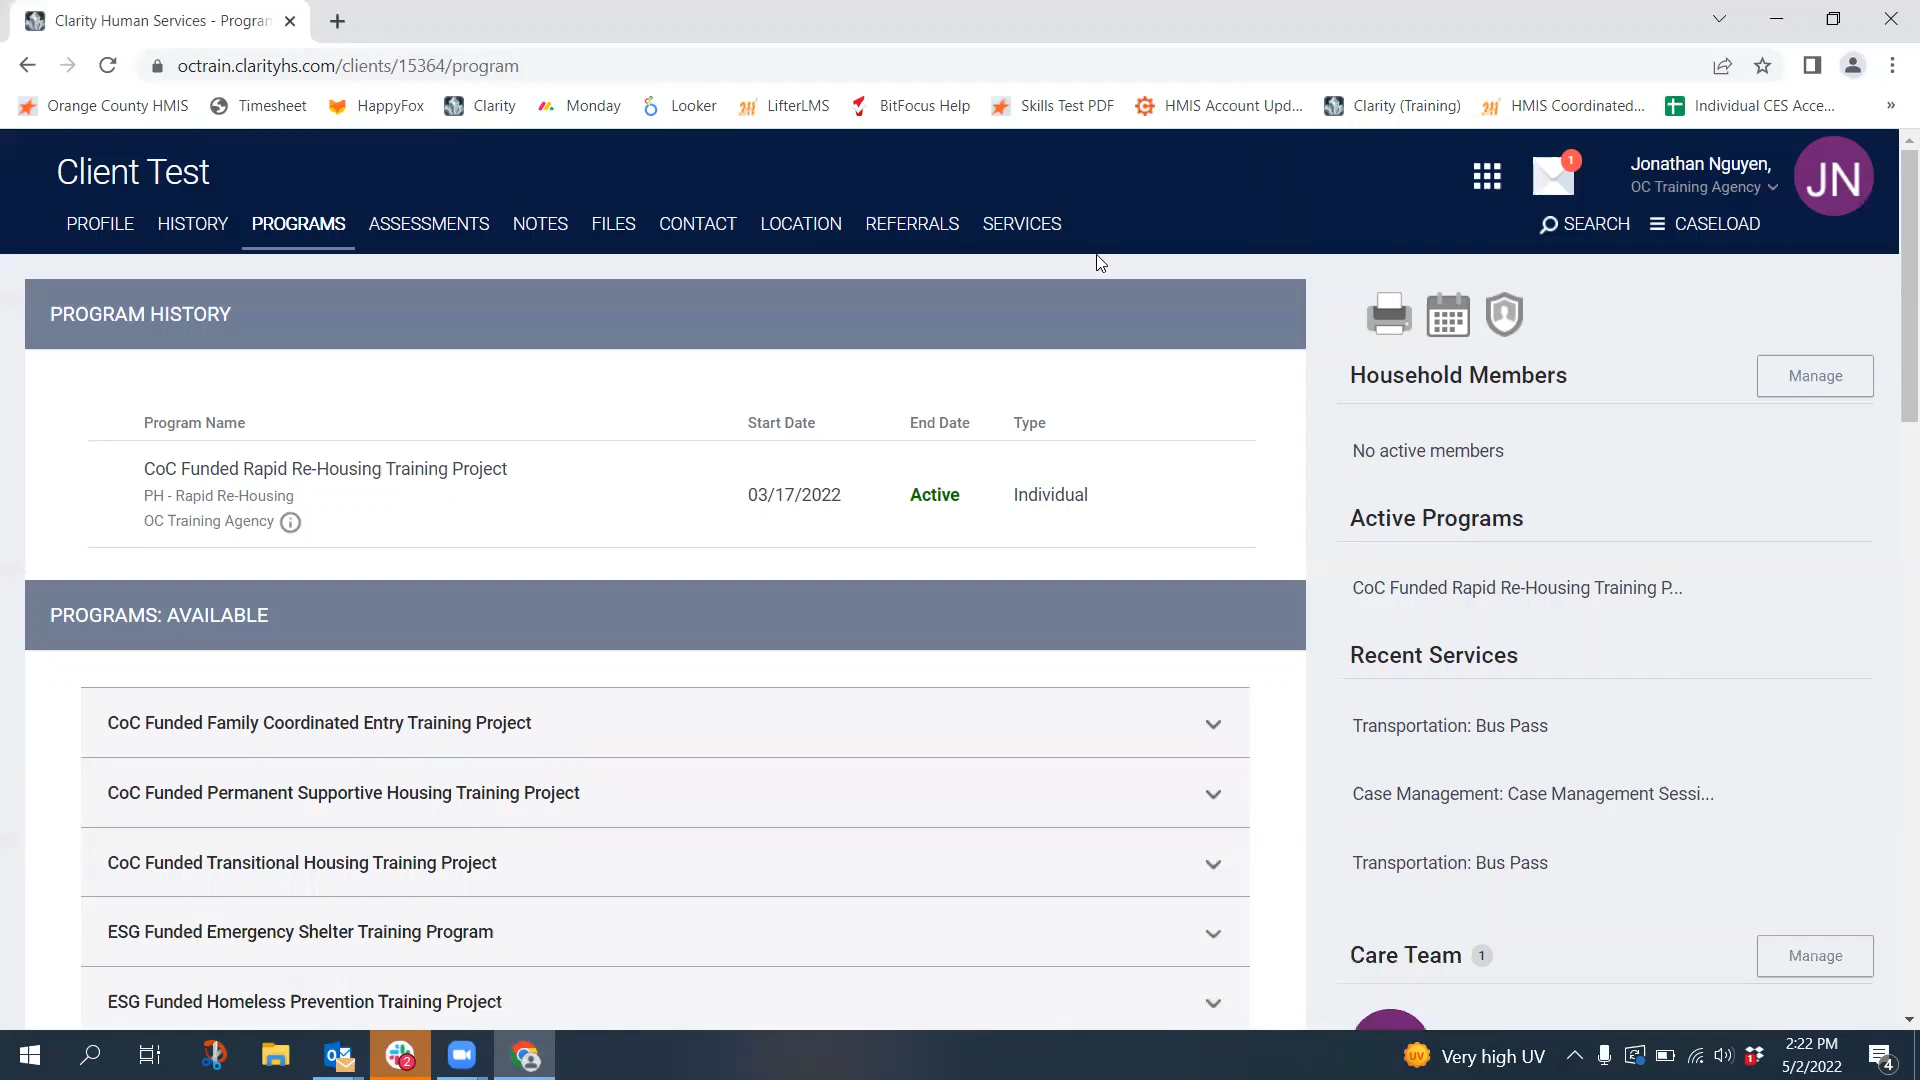 Clarity Human Services - Program
octrain.clarityhs.com/clients/15364/program
Orange County HMIS
Timesheet
HappyFox
Clarity
Monday
Looker
LifterLMS
BitFocus Help
Skills Test PDF
HMIS Account Upd...
Clarity (Training)
HMIS Coordinated...
Individual CES Acce...
»
Client Test
1
Jonathan Nguyen,
OC Training Agency
JN
PROFILE
HISTORY
PROGRAMS
ASSESSMENTS
NOTES
FILES
CONTACT
LOCATION
REFERRALS
SERVICES
SEARCH
CASELOAD
PROGRAM HISTORY
Program Name
Start Date
End Date
Type
CoC Funded Rapid Re-Housing Training Project
PH - Rapid Re-Housing
OC Training Agency
03/17/2022
Active
Individual
PROGRAMS: AVAILABLE
CoC Funded Family Coordinated Entry Training Project
CoC Funded Permanent Supportive Housing Training Project
CoC Funded Transitional Housing Training Project
ESG Funded Emergency Shelter Training Program
ESG Funded Homeless Prevention Training Project
Household Members
Manage
No active members
Active Programs
CoC Funded Rapid Re-Housing Training P...
Recent Services
Transportation: Bus Pass
Case Management: Case Management Sessi...
Transportation: Bus Pass
Care Team
1
Manage
2
UV
Very high UV
1
2:22 PM
5/2/2022
4